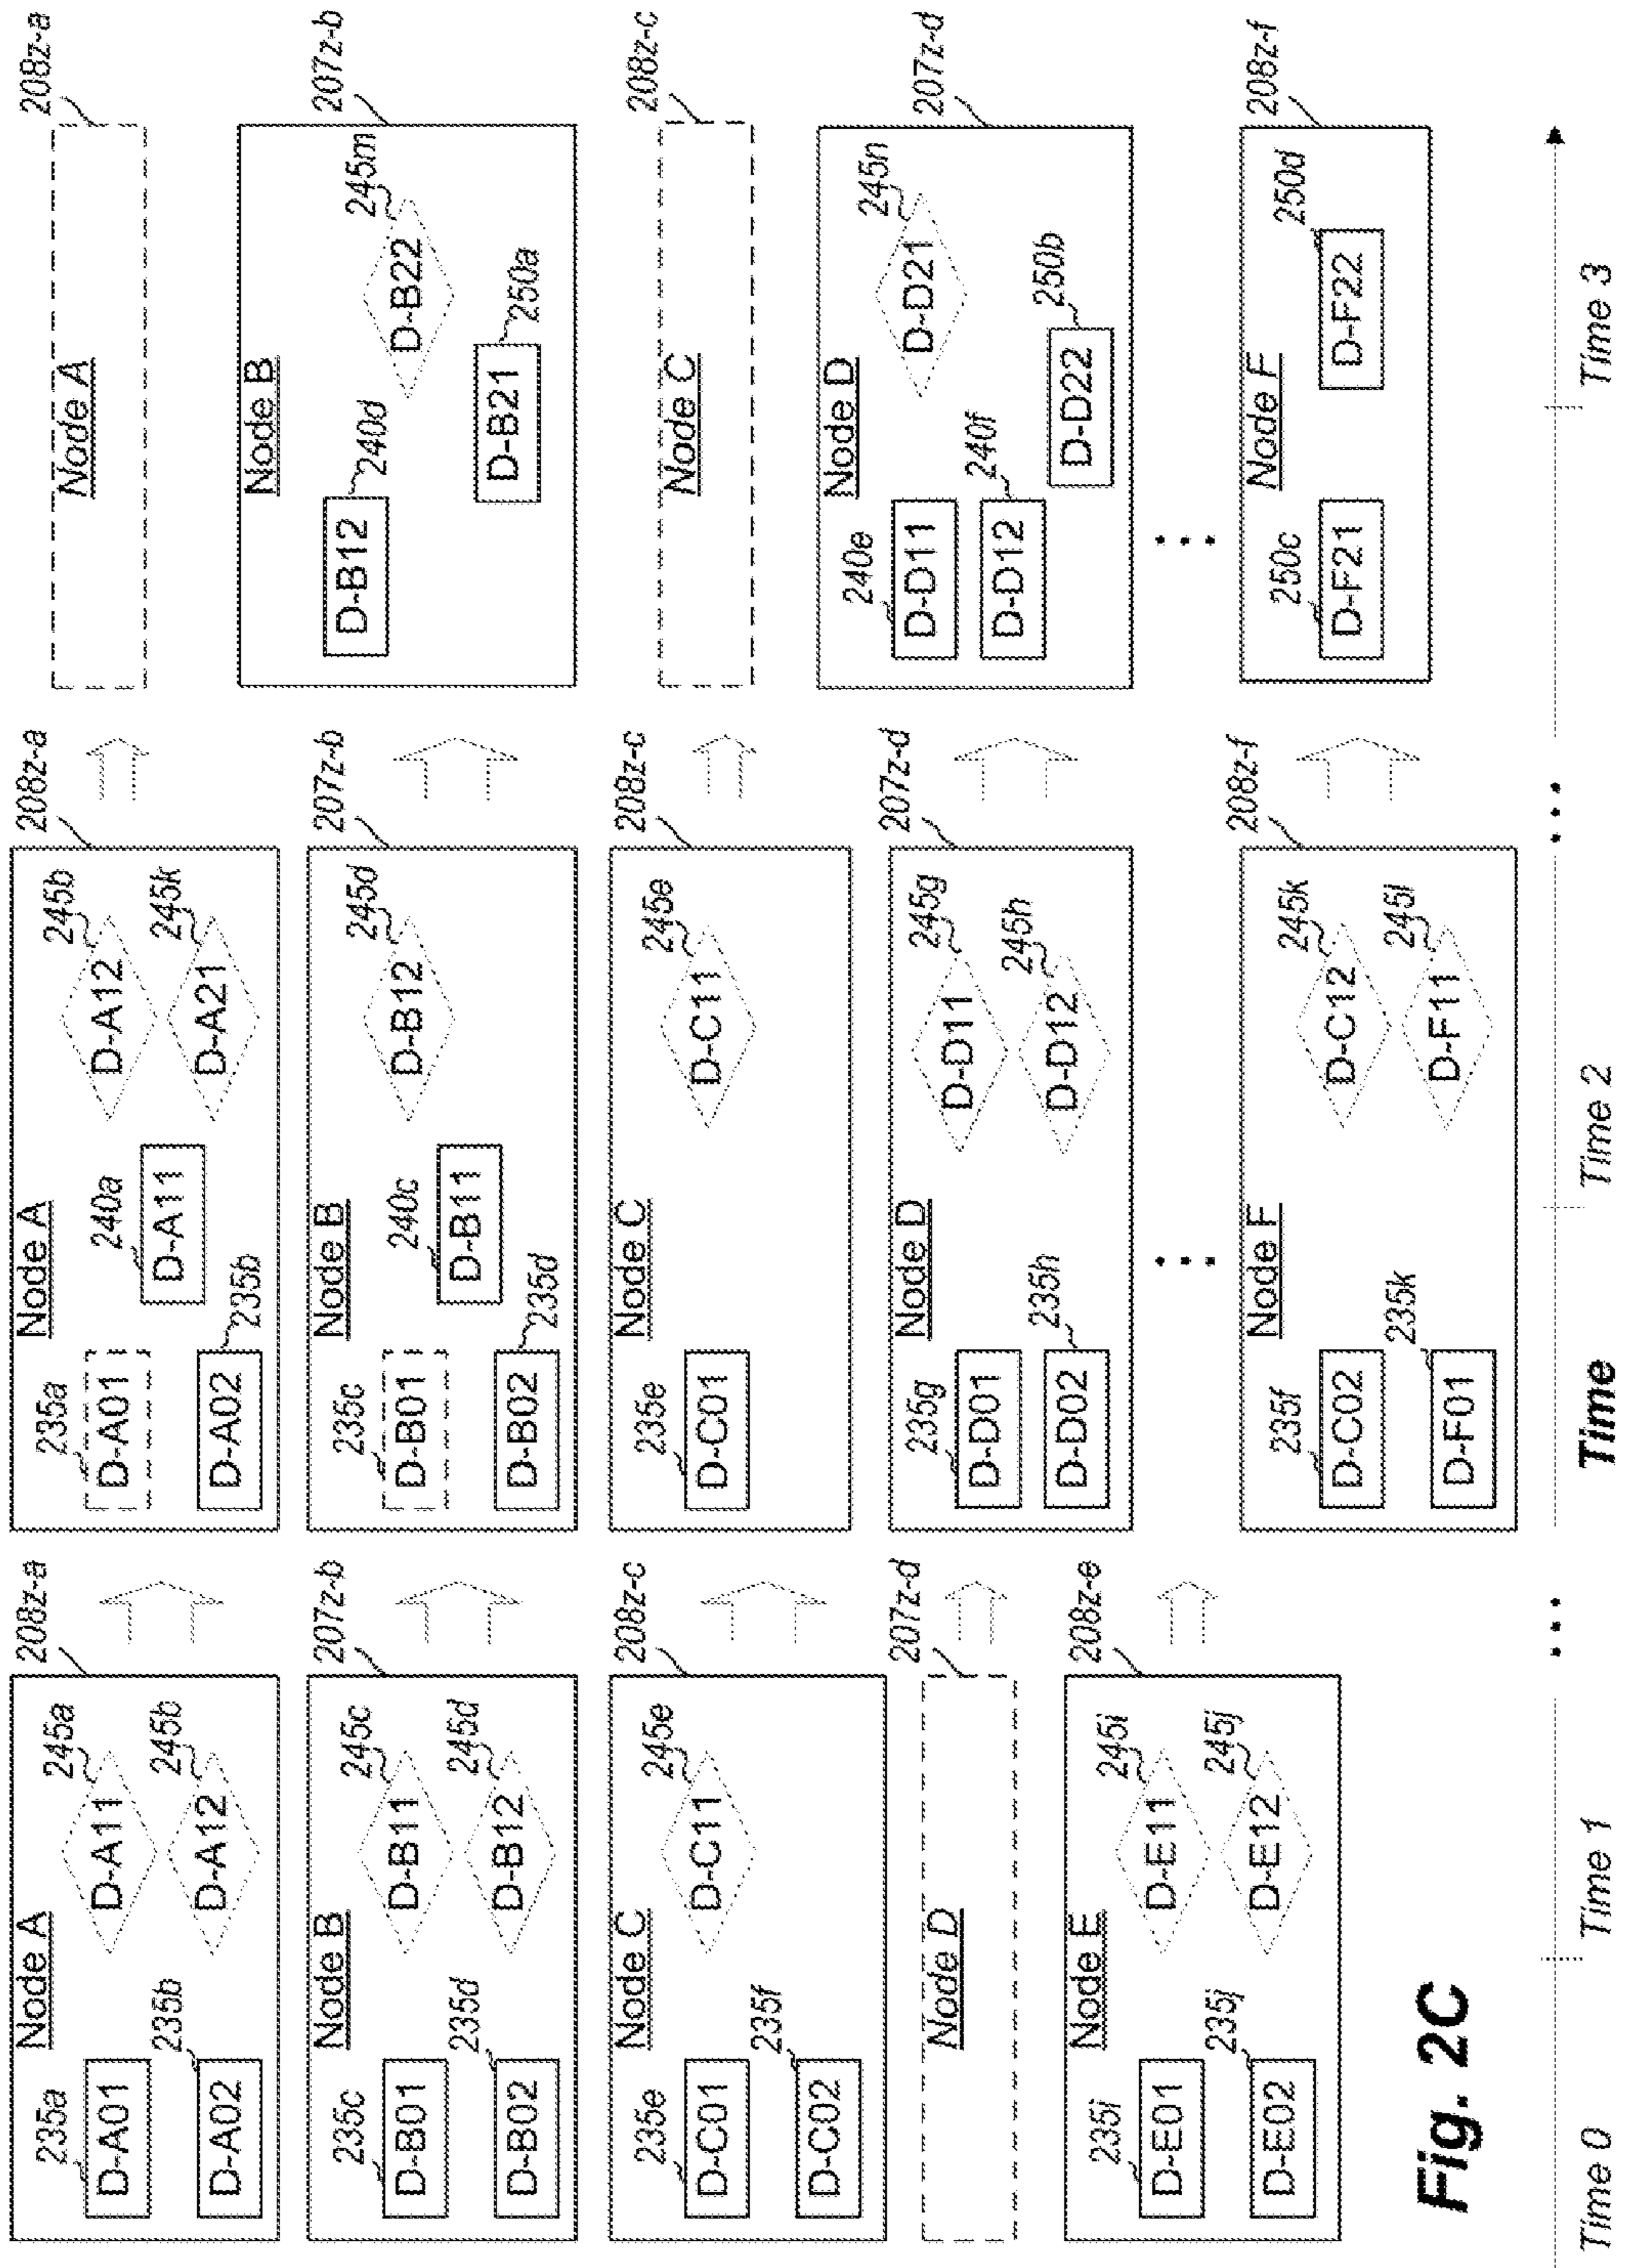 208z-a
Node A
235a
D-A01
D-A02
235b
D-A11
245a
D-A12
245b
207z-b
Node B
235c
D-B01
D-B02
235d
D-B11
245c
D-B12
245d
208z-c
Node C
235e
D-C01
D-C02
235f
D-C11
245e
207z-d
Node D
208z-e
Node E
235i
D-E01
D-E02
235j
D-E11
245i
D-E12
245j
208z-a
Node A
235a
D-A01
D-A02
235b
240a
D-A11
D-A12
245b
D-A21
245k
207z-b
Node B
235c
D-B01
D-B02
235d
240c
D-B11
D-B12
245d
208z-c
Node C
235e
D-C01
D-C11
245e
207z-d
Node D
235g
D-D01
D-D02
235h
D-D11
245g
D-D12
245h
208z-f
Node F
235f
D-C02
D-F01
235k
D-C12
245k
D-F11
245l
208z-a
Node A
207z-b
Node B
D-B12
240d
D-B21
250a
D-B22
245m
208z-c
Node C
207z-d
Node D
240e
D-D11
D-D12
240f
D-D21
245n
D-D22
250b
208z-f
Node F
250c
D-F21
D-F22
250d
Time 0
Time 1
Time 2
Time 3
Time
Fig. 2C